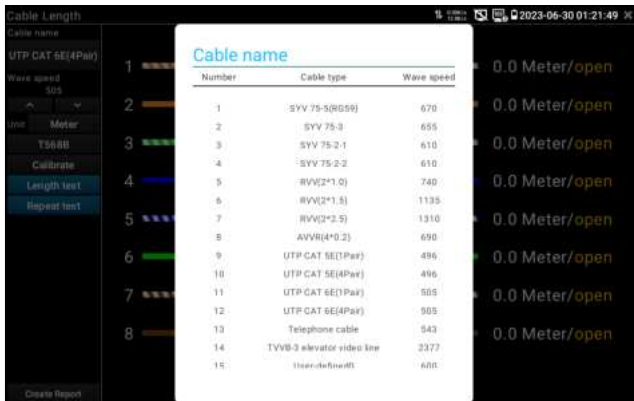 Cable Length
2023-06-30 01:21:49
Cable name
UTP CAT 6E(4Pair)
Wave speed
505
Unit Meter
T568B
Calibrate
Length test
Repeat test
Create Report
1 0.0 Meter/open
2 0.0 Meter/open
3 0.0 Meter/open
4 0.0 Meter/open
5 0.0 Meter/open
6 0.0 Meter/open
7 0.0 Meter/open
8 0.0 Meter/open
Cable name
Number Cable type Wave speed
1 SYV 75-5(RG59) 670
2 SYV 75-3 655
3 SYV 75-2-1 610
4 SYV 75-2-2 610
5 RVV(2*1.0) 740
6 RVV(2*1.5) 1135
7 RVV(2*2.5) 1310
8 AVVR(4*0.2) 690
9 UTP CAT 5E(1Pair) 496
10 UTP CAT 5E(4Pair) 496
11 UTP CAT 6E(1Pair) 505
12 UTP CAT 6E(4Pair) 505
13 Telephone cable 543
14 TVVB-3 elevator video line 2377
15 User-defined0 600